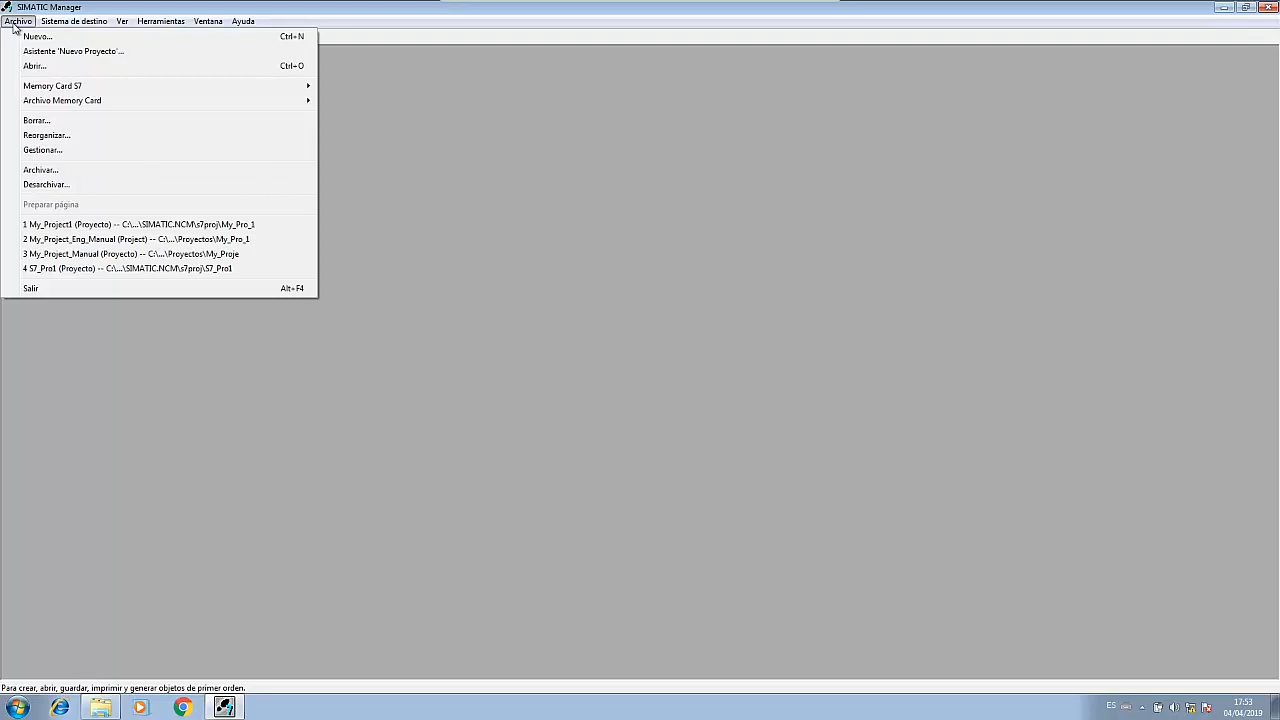 SIMATIC Manager
Archivo Sistema de destino Ver Herramientas Ventana Ayuda
Nuevo... Ctrl+N
Asistente 'Nuevo Proyecto'...
Abrir... Ctrl+O
Memory Card S7
Archivo Memory Card
Borrar...
Reorganizar...
Gestionar...
Archivar...
Desarchivar...
Preparar página
1 My_Project1 (Proyecto) -- C:\...\SIMATIC.NCM\s7proj\My_Pro_1
2 My_Project_Eng_Manual (Project) -- C:\...\Proyectos\My_Pro_1
3 My_Project_Manual (Proyecto) -- C:\...\Proyectos\My_Proje
4 S7_Pro1 (Proyecto) -- C:\...\SIMATIC.NCM\s7proj\S7_Pro1
Salir Alt+F4
Para crear, abrir, guardar, imprimir y generar objetos de primer orden.
ES
17:53
04/04/2019